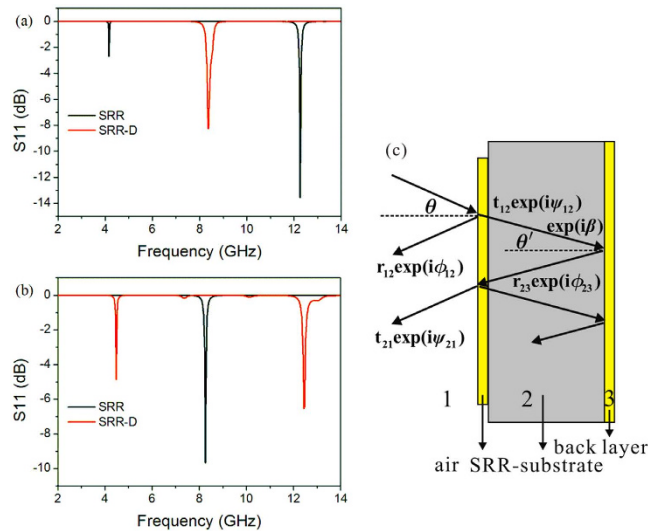 (a)
0
-2
-4
-6
-8
-10
-12
-14
S11 (dB)
SRR
SRR-D
2 4 6 8 10 12 14
Frequency (GHz)
(b)
0
-2
-4
-6
-8
-10
S11 (dB)
SRR
SRR-D
2 4 6 8 10 12 14
Frequency (GHz)
(c)
θ
t₁₂exp(iψ₁₂)
exp(iβ)
θ'
r₁₂exp(iϕ₁₂)
r₂₃exp(iϕ₂₃)
t₂₁exp(iψ₂₁)
1 2 3
back layer
air SRR-substrate